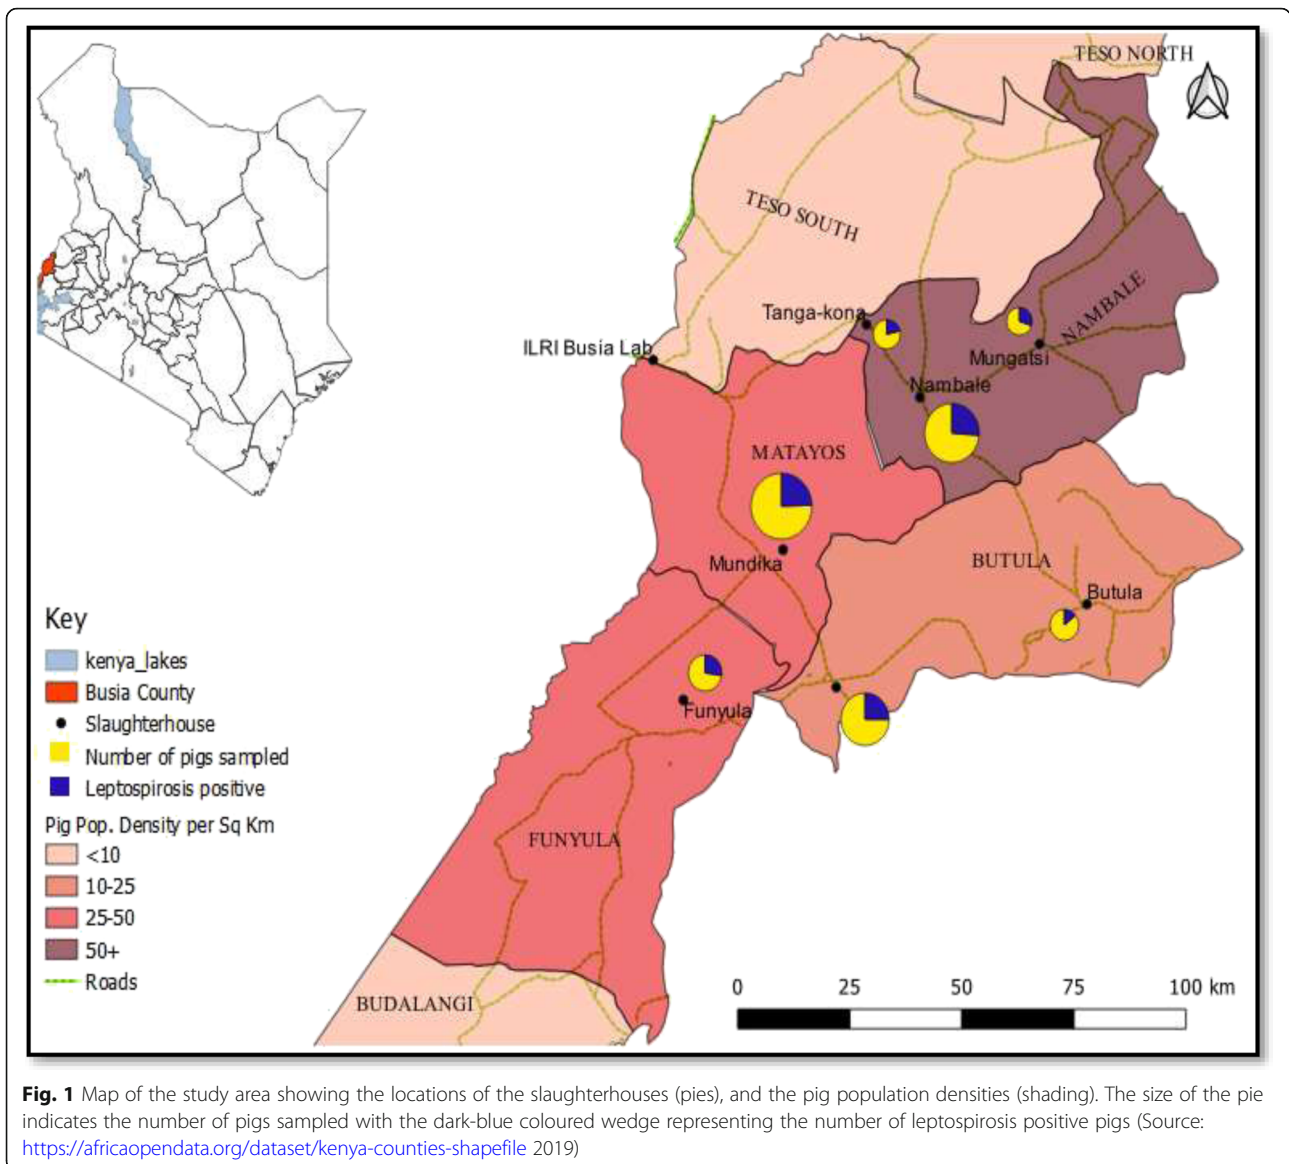 TESO NORTH
TESO SOUTH
NAMBALE
Tanga-kona
ILRI Busia Lab
Mungatsi
Nambale
MATAYOS
Mundika
BUTULA
Butula
Funyula
FUNYULA
BUDALANGI
Key
kenya_lakes
Busia County
Slaughterhouse
Number of pigs sampled
Leptospirosis positive
Pig Pop. Density per Sq Km
<10
10-25
25-50
50+
Roads
0 25 50 75 100 km
Fig. 1 Map of the study area showing the locations of the slaughterhouses (pies), and the pig population densities (shading). The size of the pie
indicates the number of pigs sampled with the dark-blue coloured wedge representing the number of leptospirosis positive pigs (Source:
https://africaopendata.org/dataset/kenya-counties-shapefile 2019)